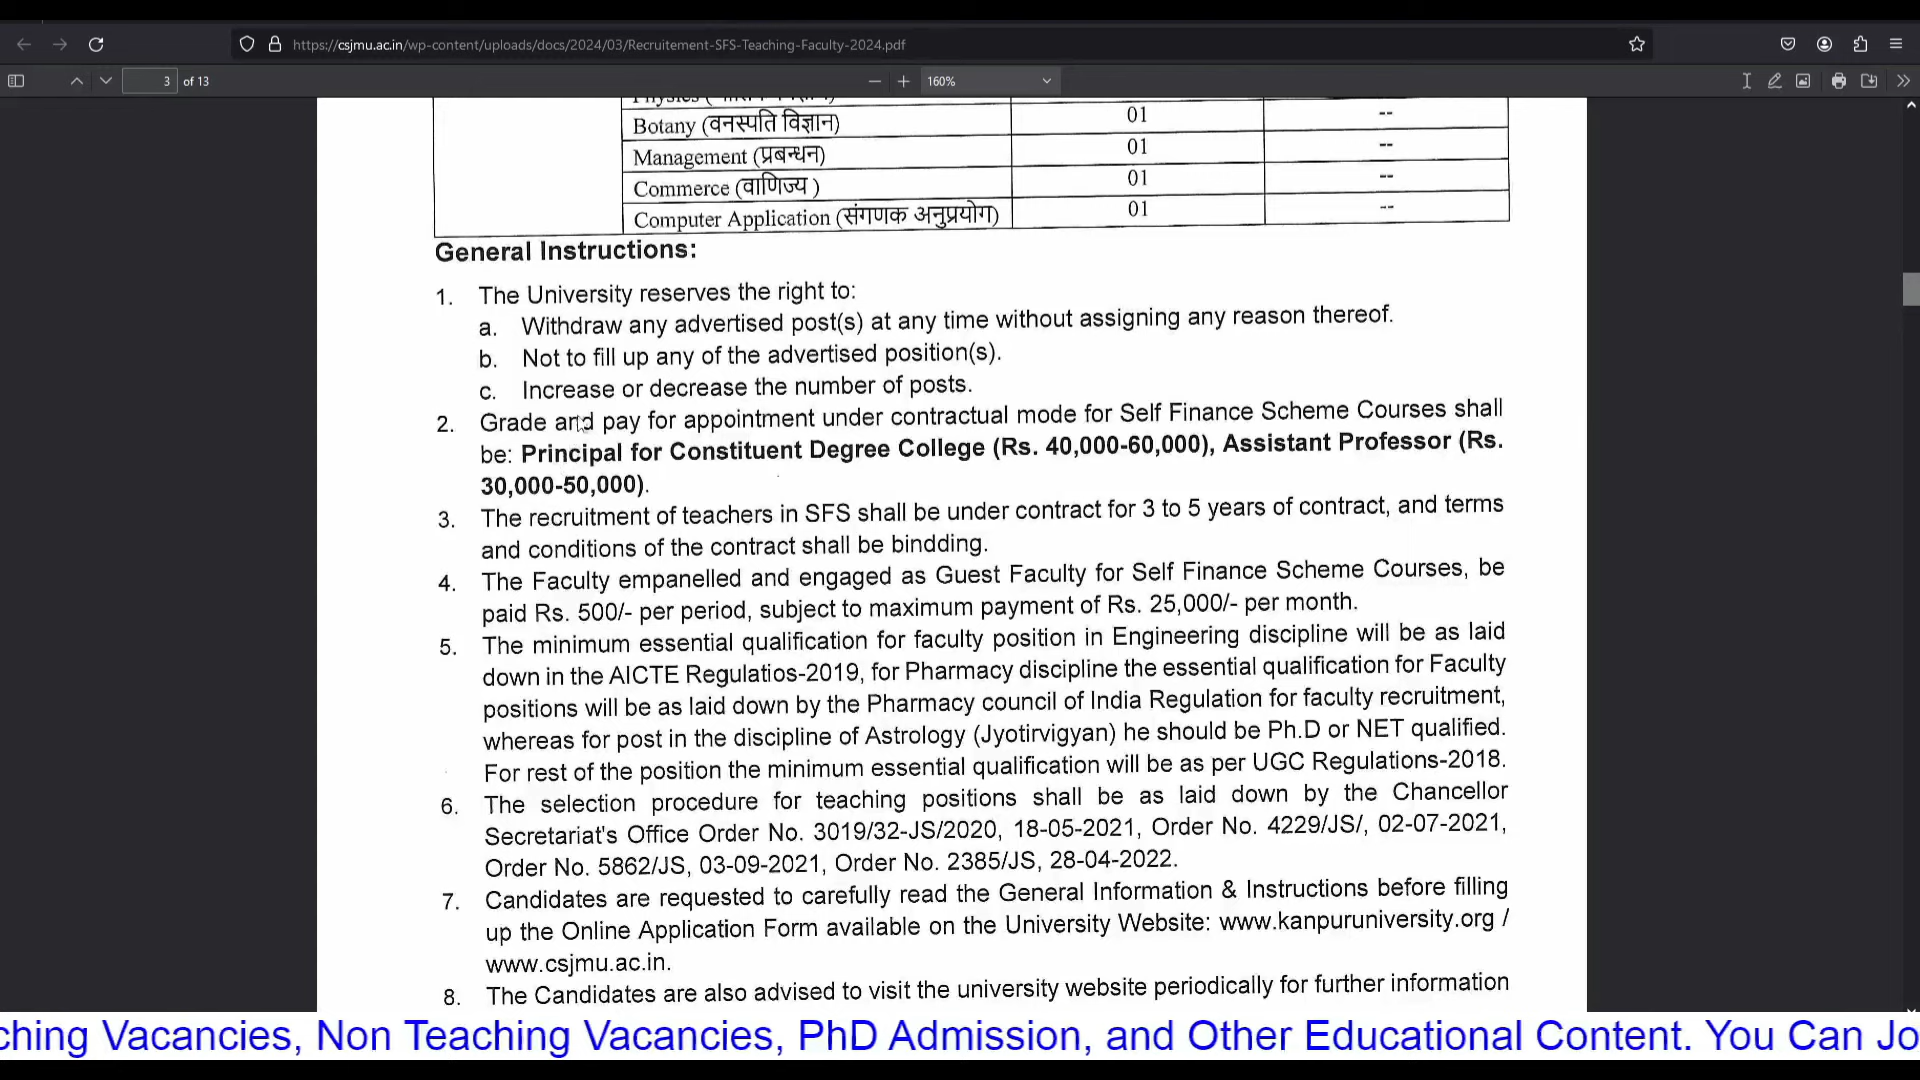 https://csjmu.ac.in/wp-content/uploads/docs/2024/03/Recruitement-SFS-Teaching-Faculty-2024.pdf
3 of 13
160%
Botany (वनस्पति विज्ञान) 01 --
Management (प्रबन्धन) 01 --
Commerce (वाणिज्य ) 01 --
Computer Application (संगणक अनुप्रयोग) 01 --
General Instructions:
1. The University reserves the right to:
a. Withdraw any advertised post(s) at any time without assigning any reason thereof.
b. Not to fill up any of the advertised position(s).
c. Increase or decrease the number of posts.
2. Grade and pay for appointment under contractual mode for Self Finance Scheme Courses shall
be: Principal for Constituent Degree College (Rs. 40,000-60,000), Assistant Professor (Rs.
30,000-50,000).
3. The recruitment of teachers in SFS shall be under contract for 3 to 5 years of contract, and terms
and conditions of the contract shall be bindding.
4. The Faculty empanelled and engaged as Guest Faculty for Self Finance Scheme Courses, be
paid Rs. 500/- per period, subject to maximum payment of Rs. 25,000/- per month.
5. The minimum essential qualification for faculty position in Engineering discipline will be as laid
down in the AICTE Regulatios-2019, for Pharmacy discipline the essential qualification for Faculty
positions will be as laid down by the Pharmacy council of India Regulation for faculty recruitment,
whereas for post in the discipline of Astrology (Jyotirvigyan) he should be Ph.D or NET qualified.
For rest of the position the minimum essential qualification will be as per UGC Regulations-2018.
6. The selection procedure for teaching positions shall be as laid down by the Chancellor
Secretariat's Office Order No. 3019/32-JS/2020, 18-05-2021, Order No. 4229/JS/, 02-07-2021,
Order No. 5862/JS, 03-09-2021, Order No. 2385/JS, 28-04-2022.
7. Candidates are requested to carefully read the General Information & Instructions before filling
up the Online Application Form available on the University Website: www.kanpuruniversity.org /
www.csjmu.ac.in.
8. The Candidates are also advised to visit the university website periodically for further information
ching Vacancies, Non Teaching Vacancies, PhD Admission, and Other Educational Content. You Can Jo